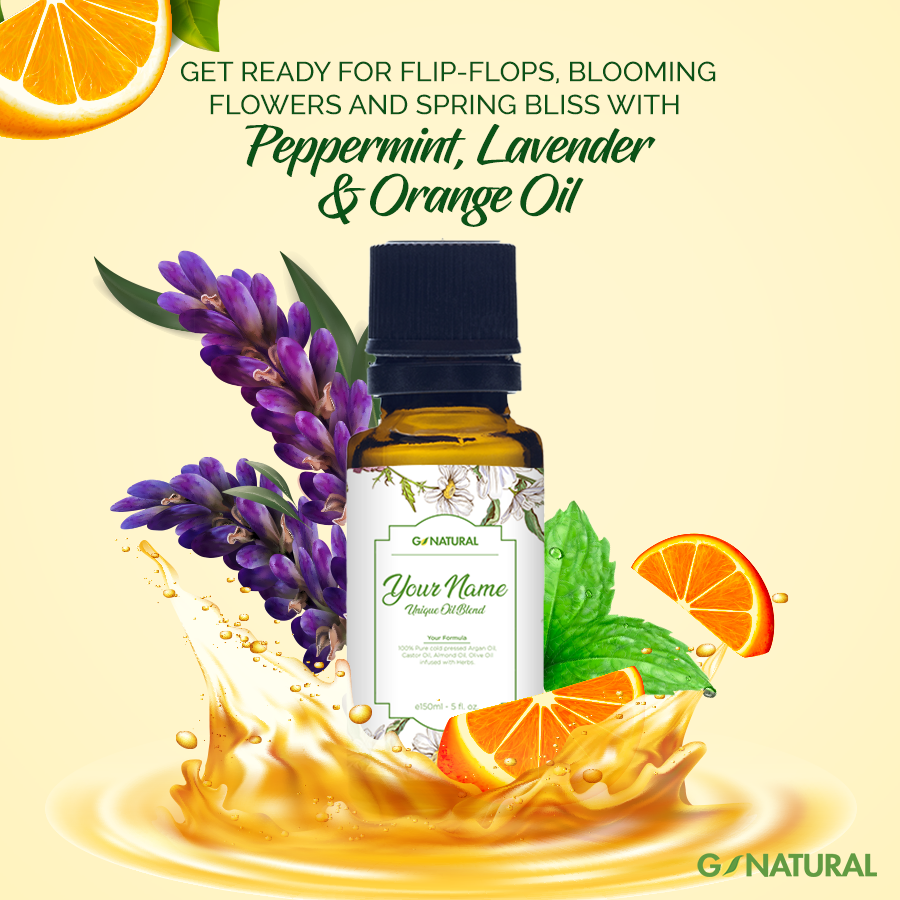 GET READY FOR FLIP-FLOPS, BLOOMING
FLOWERS AND SPRING BLISS WITH
Peppermint, Lavender
& Orange Oil
G NATURAL
Your Name
Unique Oil Blend
Your Formula
100% Pure cold pressed Argan Oil,
Castor Oil, Almond Oil, Olive Oil
infused with Herbs.
e150ml - 5 fl. oz
G NATURAL